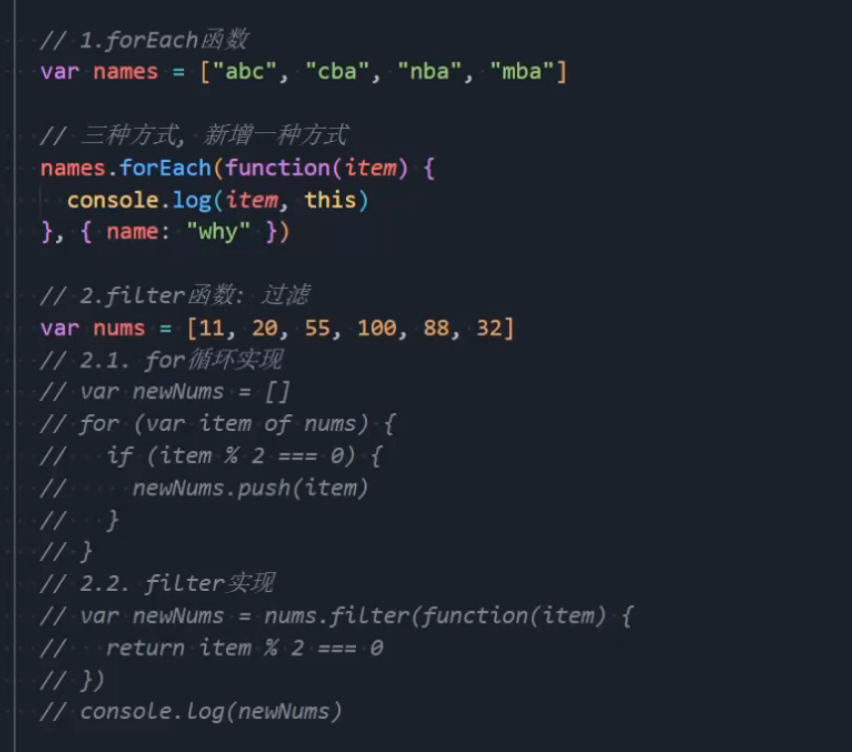 // 1.forEach函数
var names = ["abc", "cba", "nba", "mba"]
// 三种方式, 新增一种方式
names.forEach(function(item) {
  console.log(item, this)
}, { name: "why" })
// 2.filter函数: 过滤
var nums = [11, 20, 55, 100, 88, 32]
// 2.1. for循环实现
// var newNums = []
// for (var item of nums) {
//   if (item % 2 === 0) {
//     newNums.push(item)
//   }
// }
// 2.2. filter实现
// var newNums = nums.filter(function(item) {
//   return item % 2 === 0
// })
// console.log(newNums)